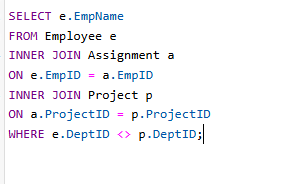 SELECT e.EmpName
FROM Employee e
INNER JOIN Assignment a
ON e.EmpID = a.EmpID
INNER JOIN Project p
ON a.ProjectID = p.ProjectID
WHERE e.DeptID <> p.DeptID;